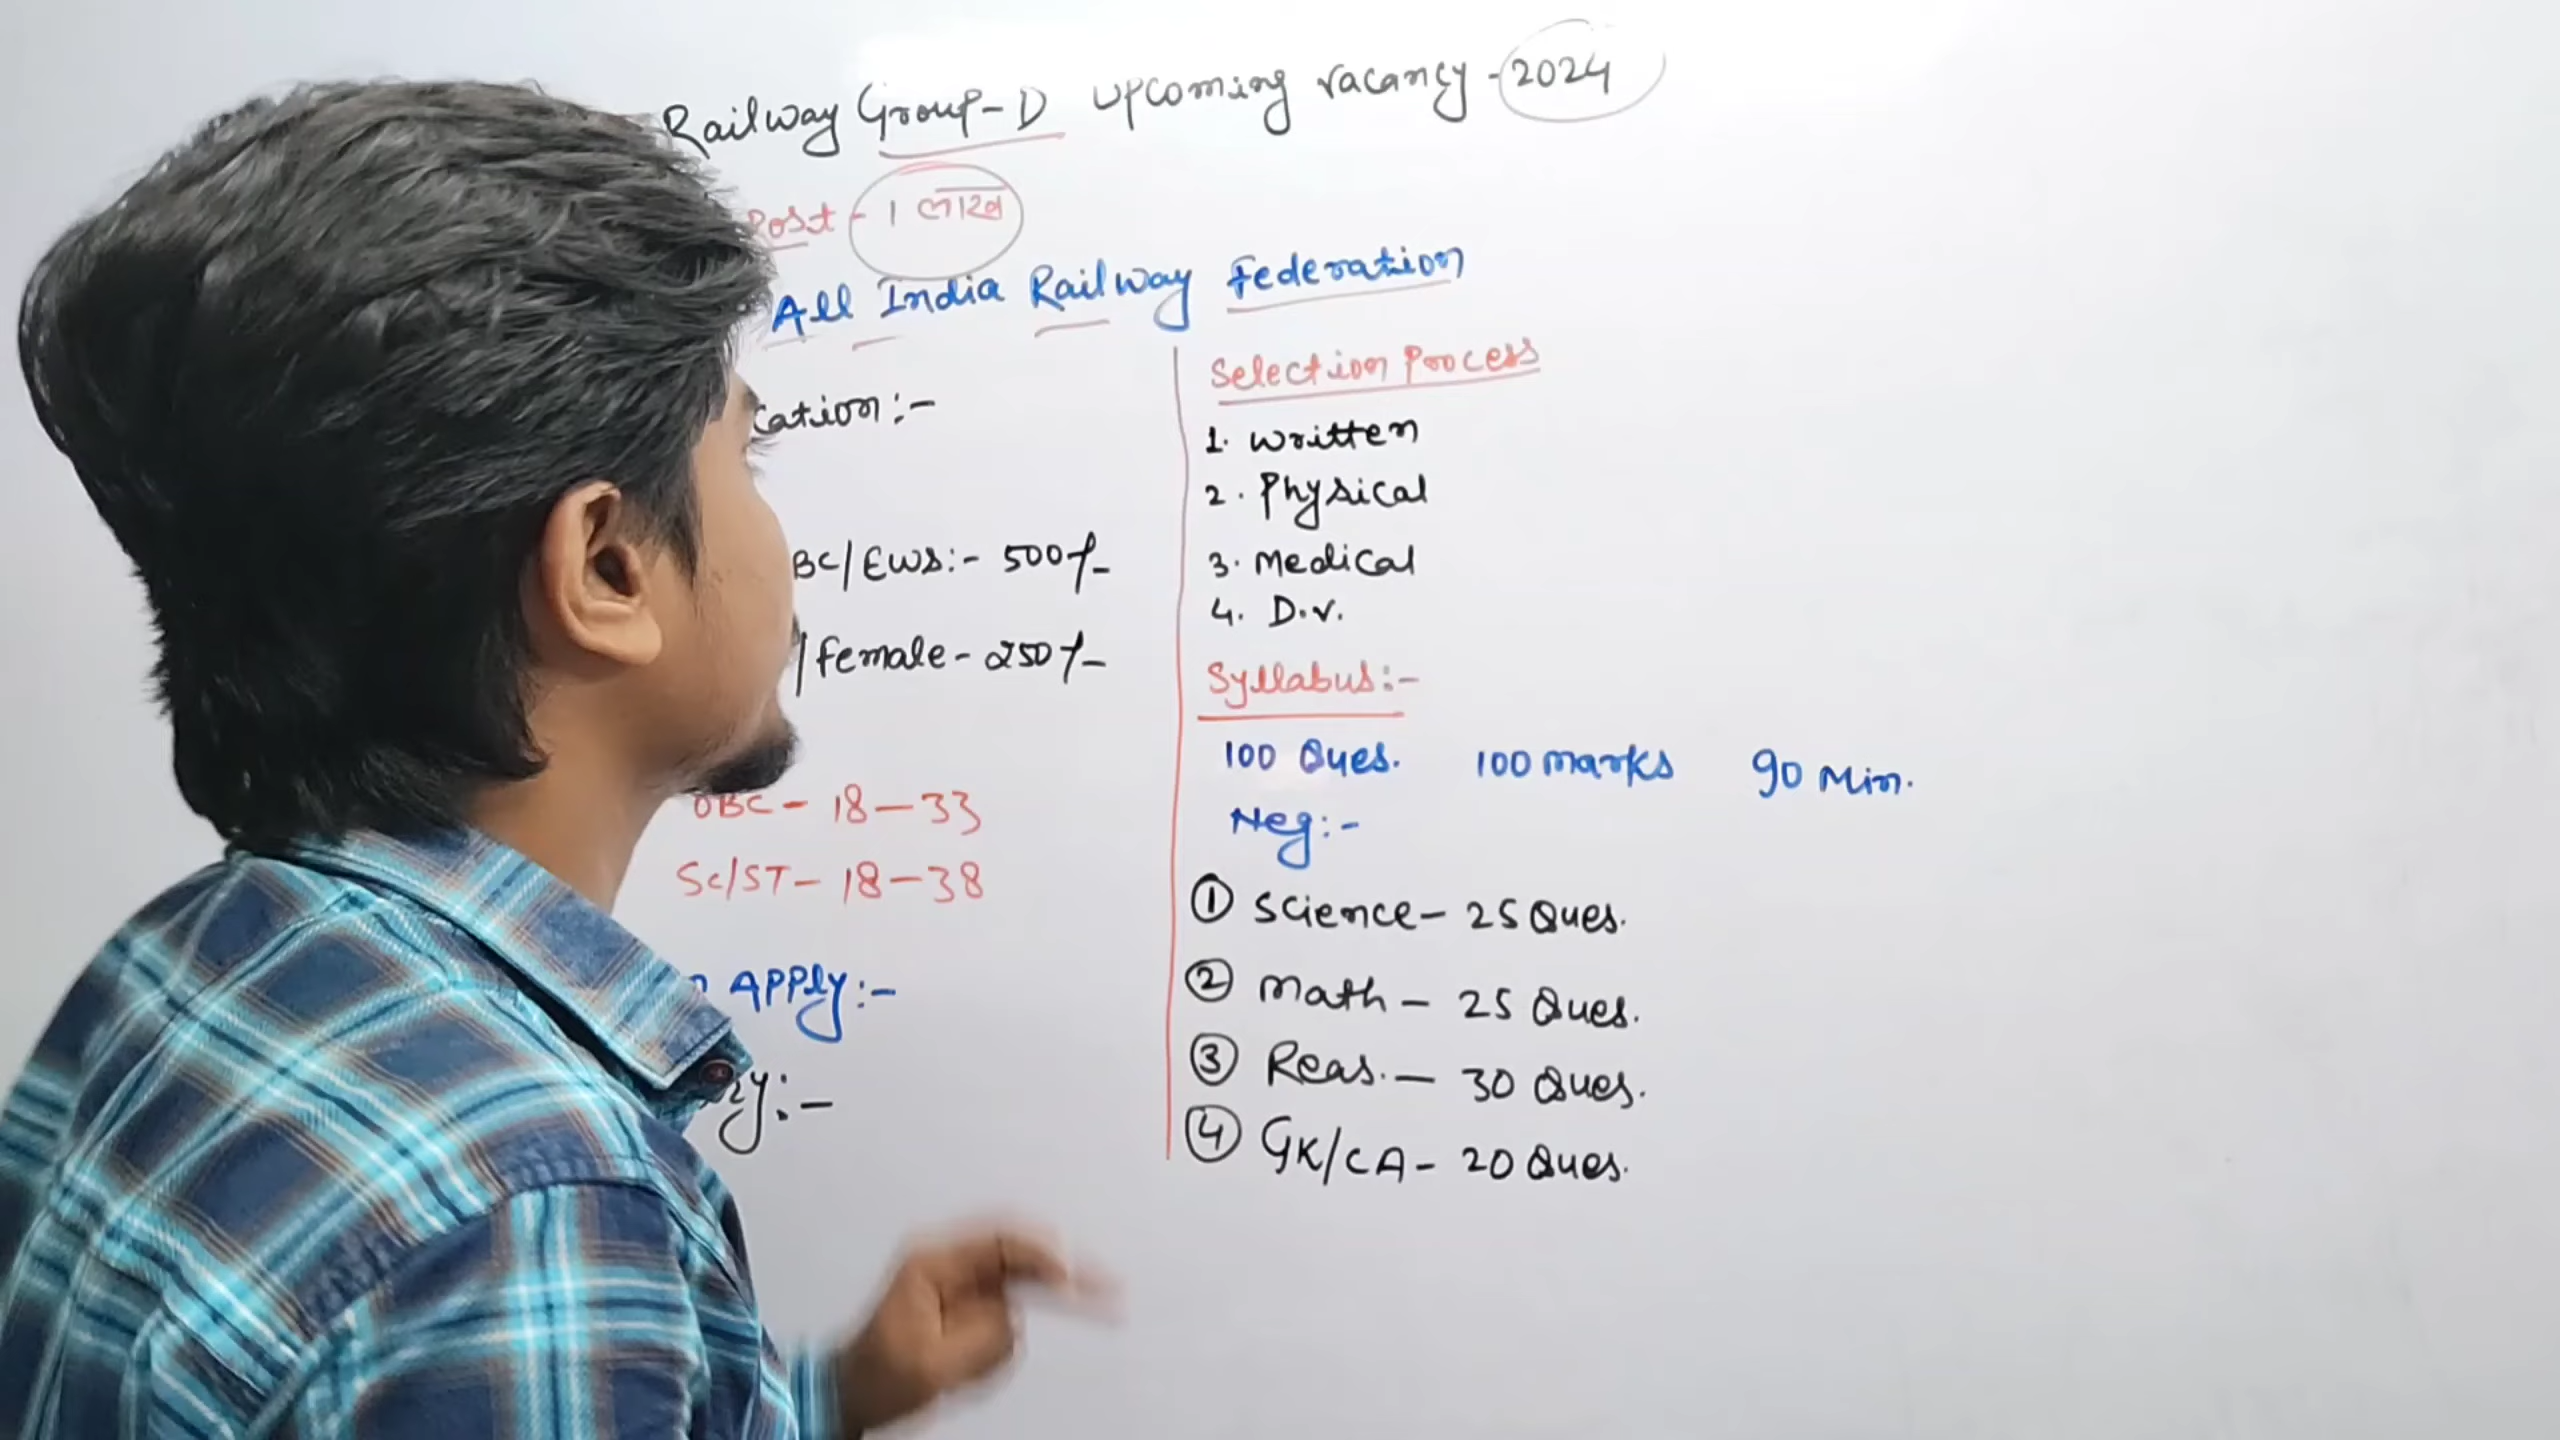 Railway Group-D upcoming vacancy - 2024
Post - 1 लाख
All India Railway Federation
cation:-
BC/EWS:- 500/-
/female - 250/-
OBC - 18-33
SC/ST - 18-38
Apply:-
ry:-
Selection Process
1. written
2. Physical
3. Medical
4. D.V.
Syllabus:-
100 Ques. 100 marks 90 Min.
Neg:-
① Science - 25 Ques.
② Math - 25 Ques.
③ Reas. - 30 Ques.
④ GK/CA - 20 Ques.